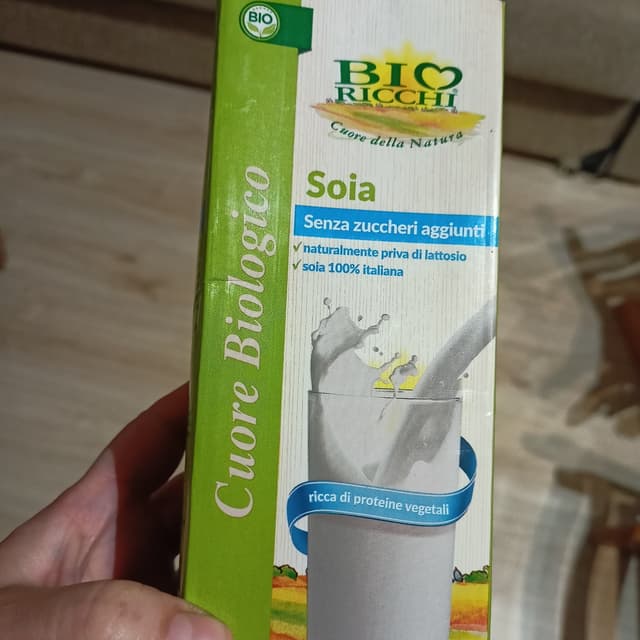 BIO
BIO
RICCHI
Cuore della Natura
Soia
Senza zuccheri aggiunti
✓ naturalmente priva di lattosio
✓ soia 100% italiana
Cuore Biologico
ricca di proteine vegetali